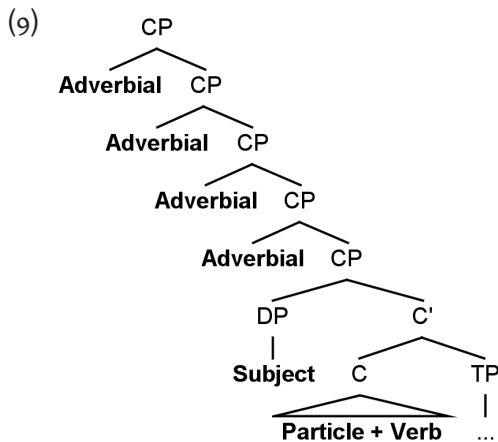 (9)
CP
Adverbial CP
Adverbial CP
Adverbial CP
Adverbial CP
DP C'
Subject C TP
Particle + Verb ...